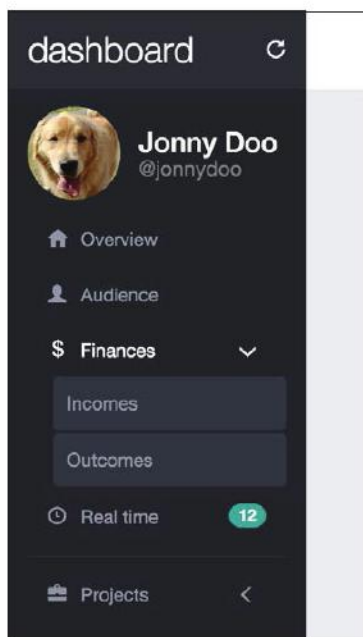 dashboard
Jonny Doo
@jonnydoo
Overview
Audience
$ Finances
Incomes
Outcomes
Real time 12
Projects